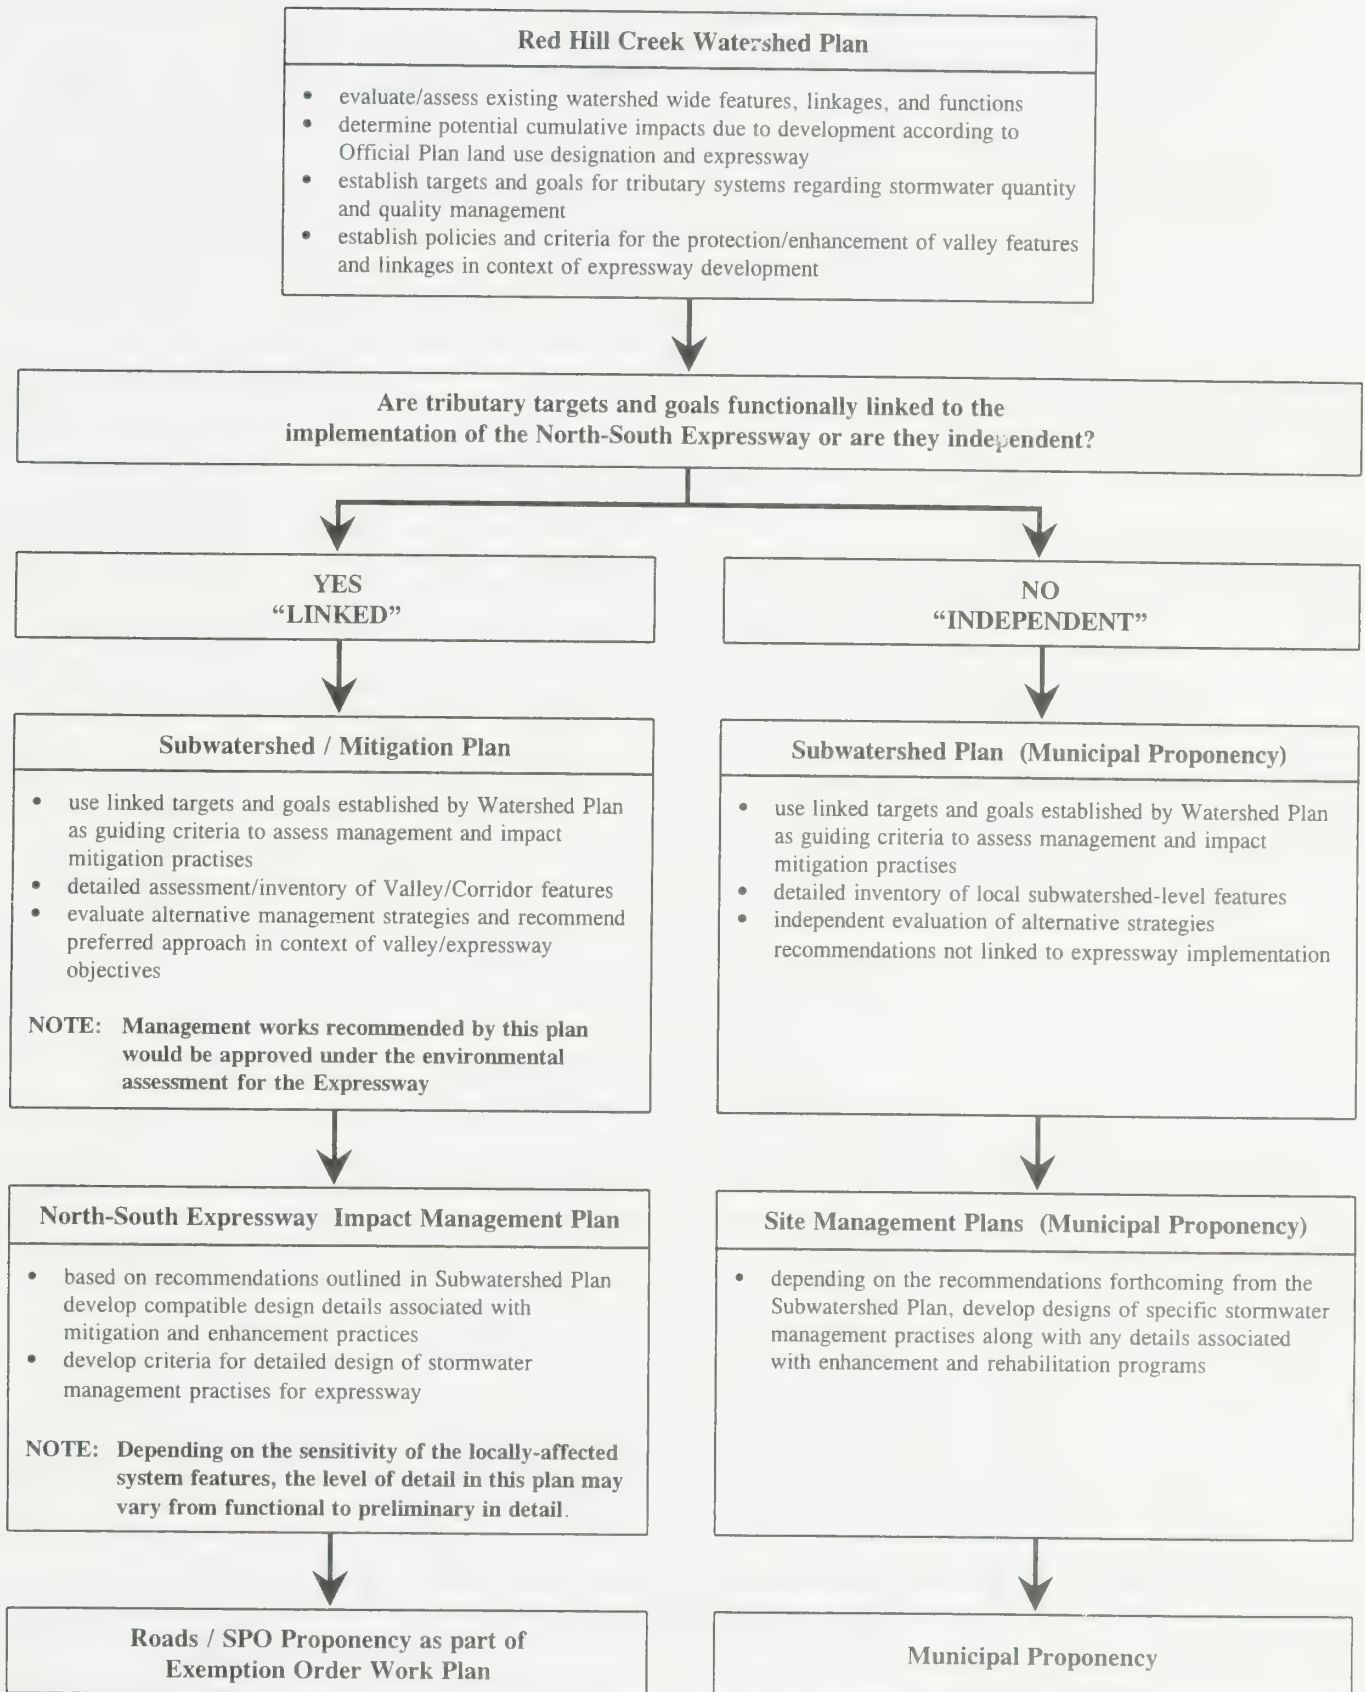 Red Hill Creek Watershed Plan
• evaluate/assess existing watershed wide features, linkages, and functions
• determine potential cumulative impacts due to development according to
Official Plan land use designation and expressway
• establish targets and goals for tributary systems regarding stormwater quantity
and quality management
• establish policies and criteria for the protection/enhancement of valley features
and linkages in context of expressway development
Are tributary targets and goals functionally linked to the
implementation of the North-South Expressway or are they independent?
YES
“LINKED”
NO
“INDEPENDENT”
Subwatershed / Mitigation Plan
• use linked targets and goals established by Watershed Plan
as guiding criteria to assess management and impact
mitigation practises
• detailed assessment/inventory of Valley/Corridor features
• evaluate alternative management strategies and recommend
preferred approach in context of valley/expressway
objectives
NOTE: Management works recommended by this plan
would be approved under the environmental
assessment for the Expressway
Subwatershed Plan (Municipal Proponency)
• use linked targets and goals established by Watershed Plan
as guiding criteria to assess management and impact
mitigation practises
• detailed inventory of local subwatershed-level features
• independent evaluation of alternative strategies
recommendations not linked to expressway implementation
North-South Expressway Impact Management Plan
• based on recommendations outlined in Subwatershed Plan
develop compatible design details associated with
mitigation and enhancement practices
• develop criteria for detailed design of stormwater
management practises for expressway
NOTE: Depending on the sensitivity of the locally-affected
system features, the level of detail in this plan may
vary from functional to preliminary in detail.
Site Management Plans (Municipal Proponency)
• depending on the recommendations forthcoming from the
Subwatershed Plan, develop designs of specific stormwater
management practises along with any details associated
with enhancement and rehabilitation programs
Roads / SPO Proponency as part of
Exemption Order Work Plan
Municipal Proponency